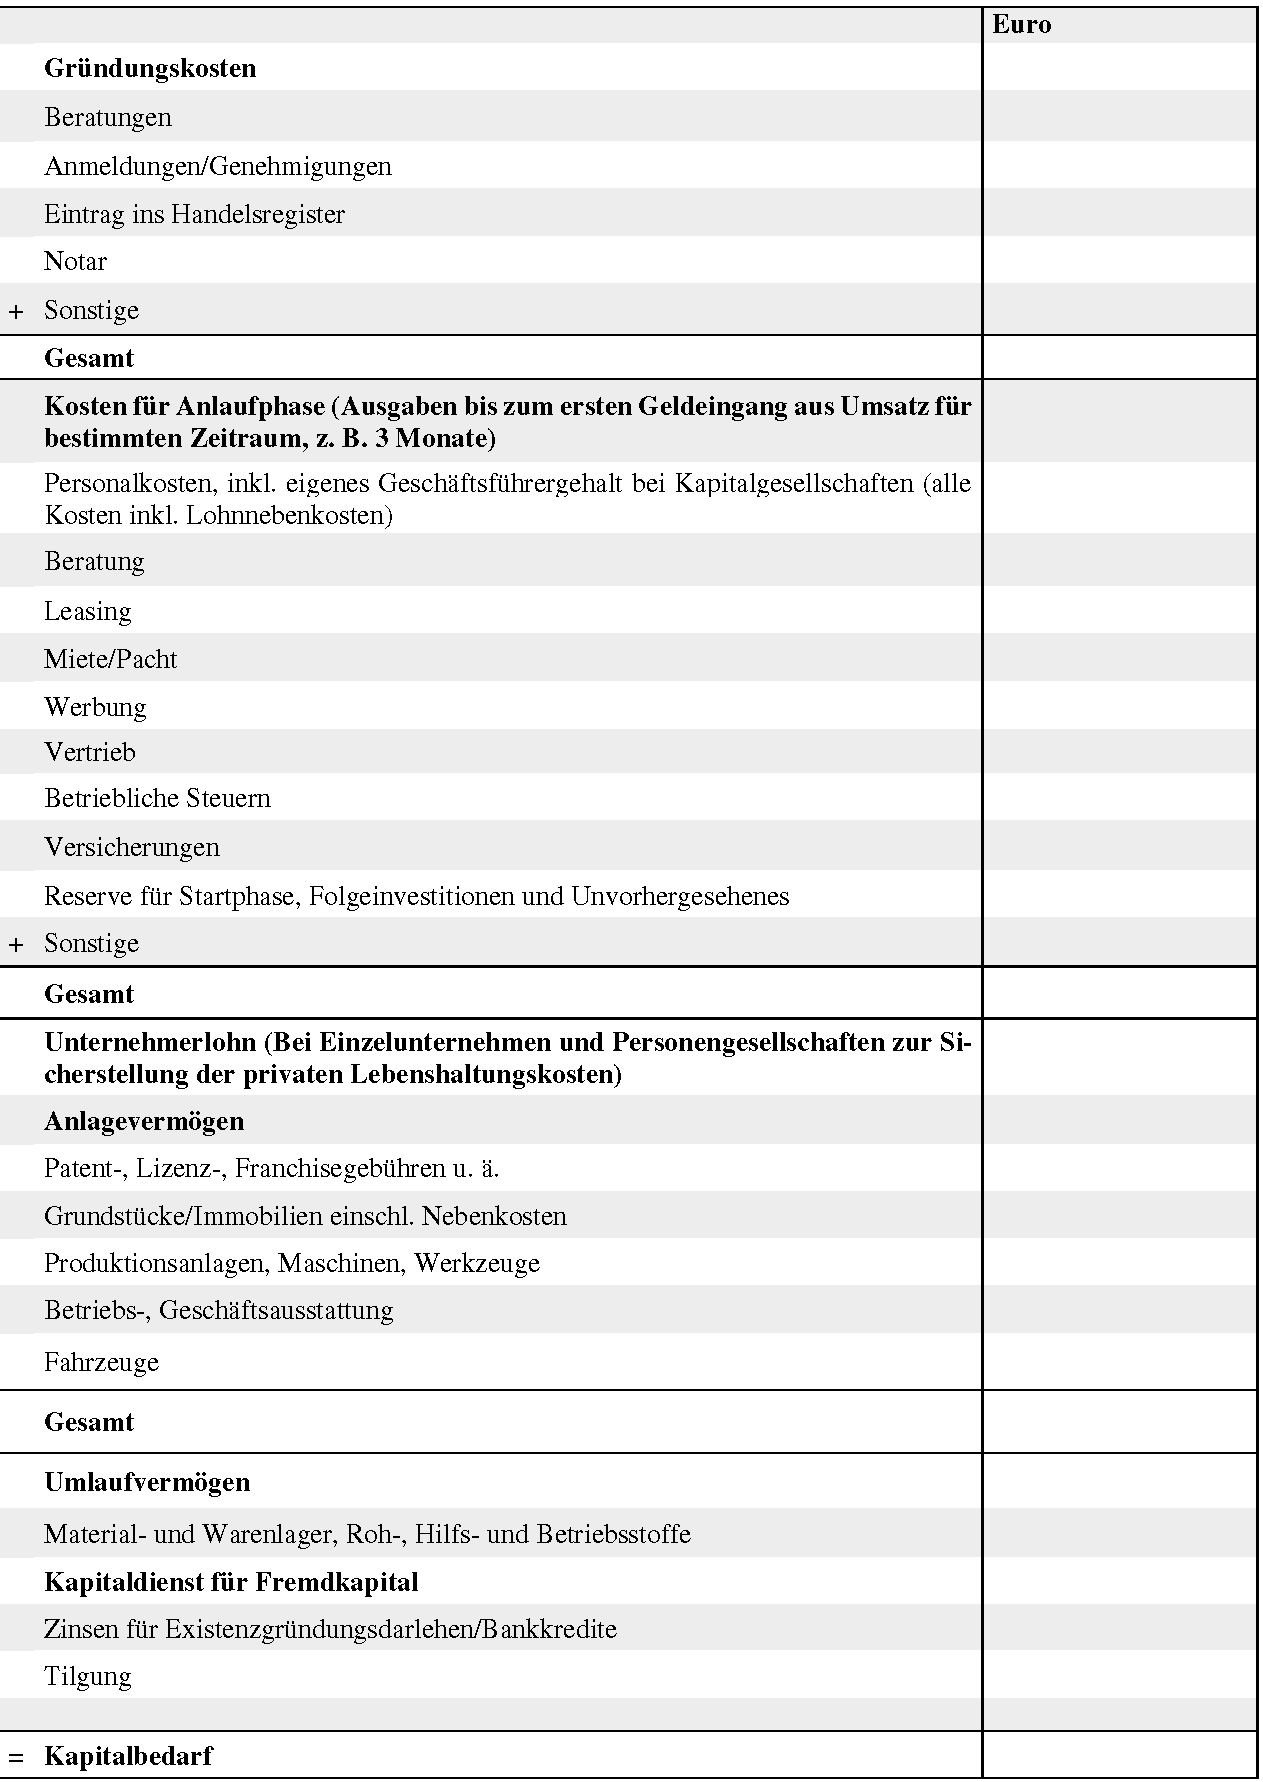 Euro
Gründungskosten
Beratungen
Anmeldungen/Genehmigungen
Eintrag ins Handelsregister
Notar
+ Sonstige
Gesamt
Kosten für Anlaufphase (Ausgaben bis zum ersten Geldeingang aus Umsatz für
bestimmten Zeitraum, z. B. 3 Monate)
Personalkosten, inkl. eigenes Geschäftsführergehalt bei Kapitalgesellschaften (alle
Kosten inkl. Lohnnebenkosten)
Beratung
Leasing
Miete/Pacht
Werbung
Vertrieb
Betriebliche Steuern
Versicherungen
Reserve für Startphase, Folgeinvestitionen und Unvorhergesehenes
+ Sonstige
Gesamt
Unternehmerlohn (Bei Einzelunternehmen und Personengesellschaften zur Si-
cherstellung der privaten Lebenshaltungskosten)
Anlagevermögen
Patent-, Lizenz-, Franchisegebühren u. ä.
Grundstücke/Immobilien einschl. Nebenkosten
Produktionsanlagen, Maschinen, Werkzeuge
Betriebs-, Geschäftsausstattung
Fahrzeuge
Gesamt
Umlaufvermögen
Material- und Warenlager, Roh-, Hilfs- und Betriebsstoffe
Kapitaldienst für Fremdkapital
Zinsen für Existenzgründungsdarlehen/Bankkredite
Tilgung
= Kapitalbedarf